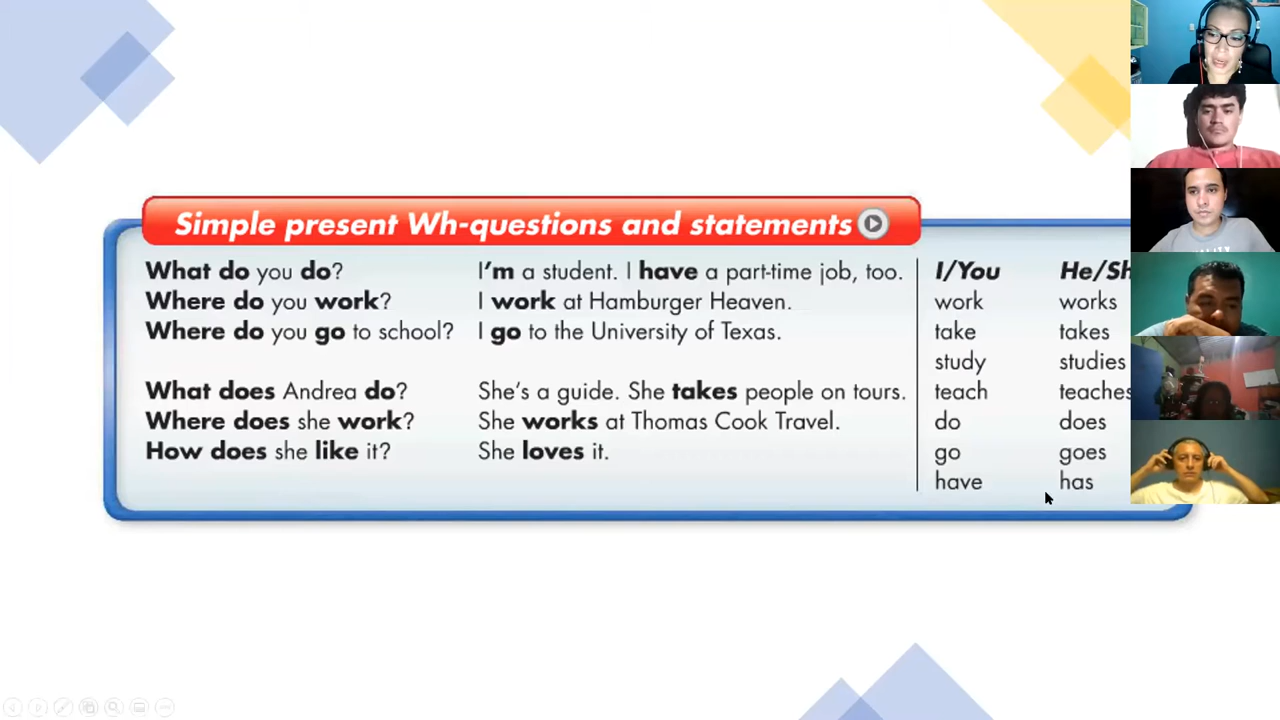 Simple present Wh-questions and statements
What do you do? I'm a student. I have a part-time job, too. I/You He/Sh
Where do you work? I work at Hamburger Heaven. work works
Where do you go to school? I go to the University of Texas. take takes
study studies
What does Andrea do? She's a guide. She takes people on tours. teach teaches
Where does she work? She works at Thomas Cook Travel. do does
How does she like it? She loves it. go goes
have has